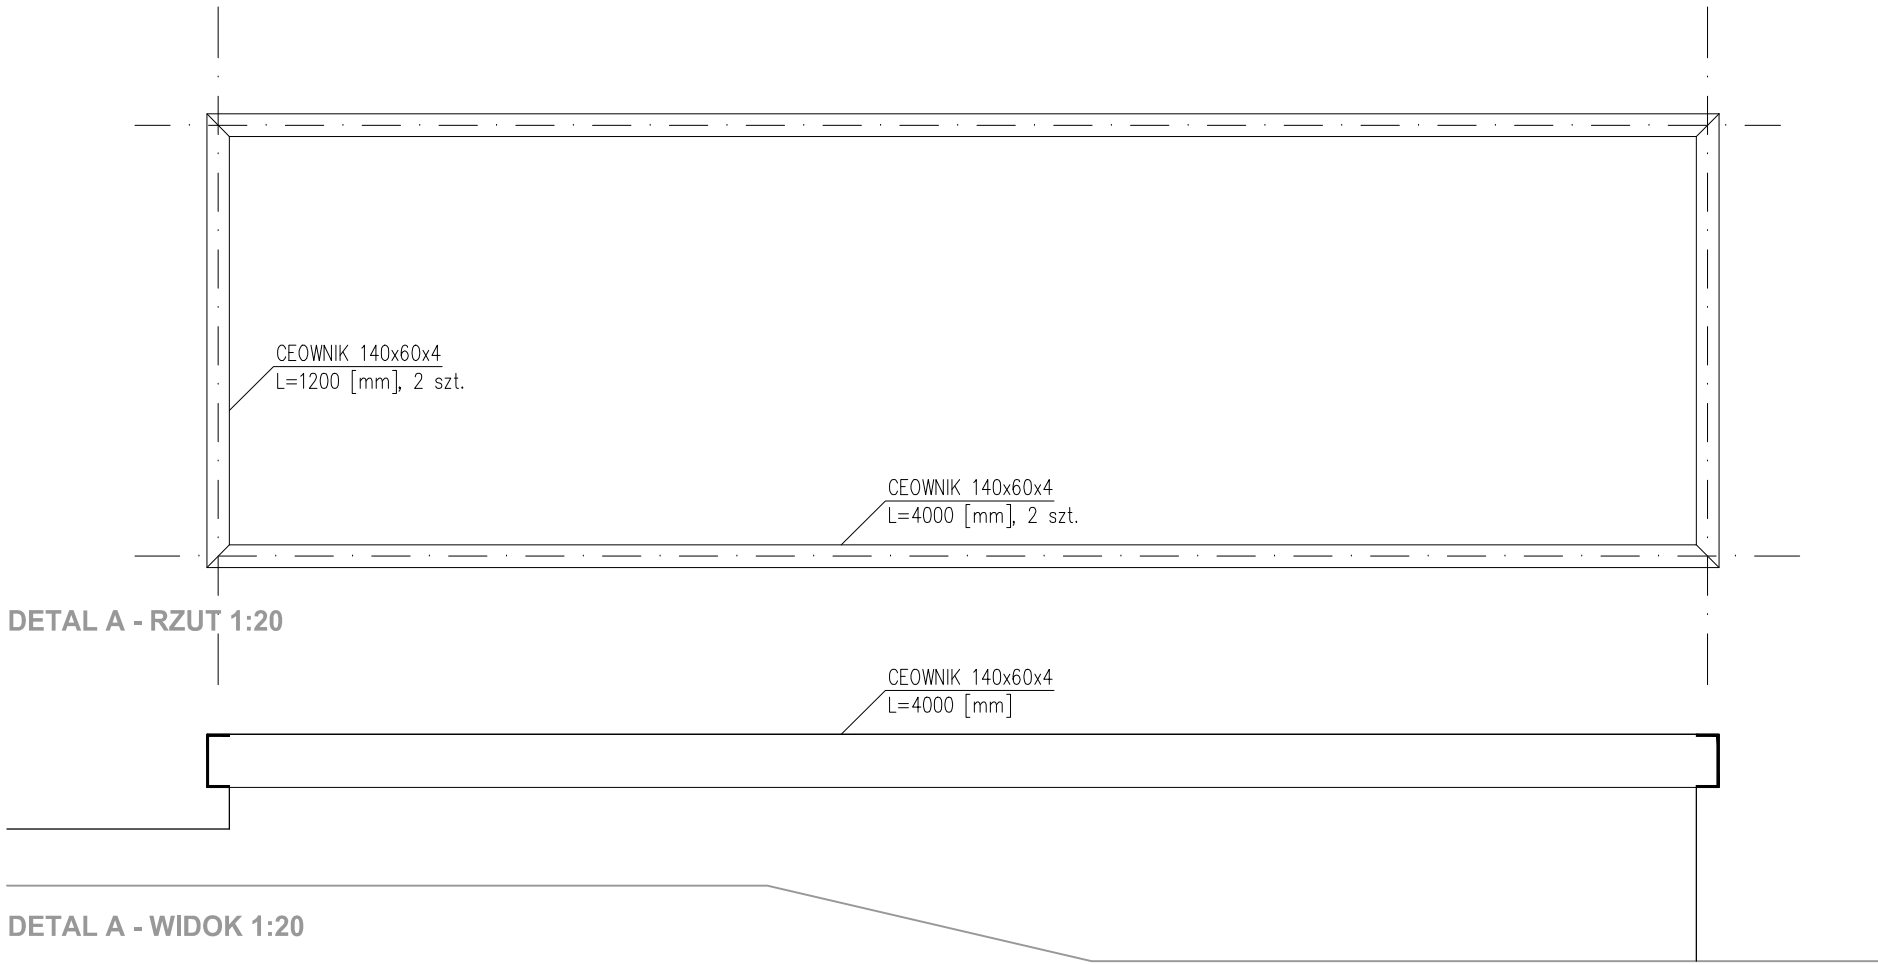 CEOWNIK 140x60x4
L=1200 [mm], 2 szt.
CEOWNIK 140x60x4
L=4000 [mm], 2 szt.
DETAL A - RZUT 1:20
CEOWNIK 140x60x4
L=4000 [mm]
DETAL A - WIDOK 1:20